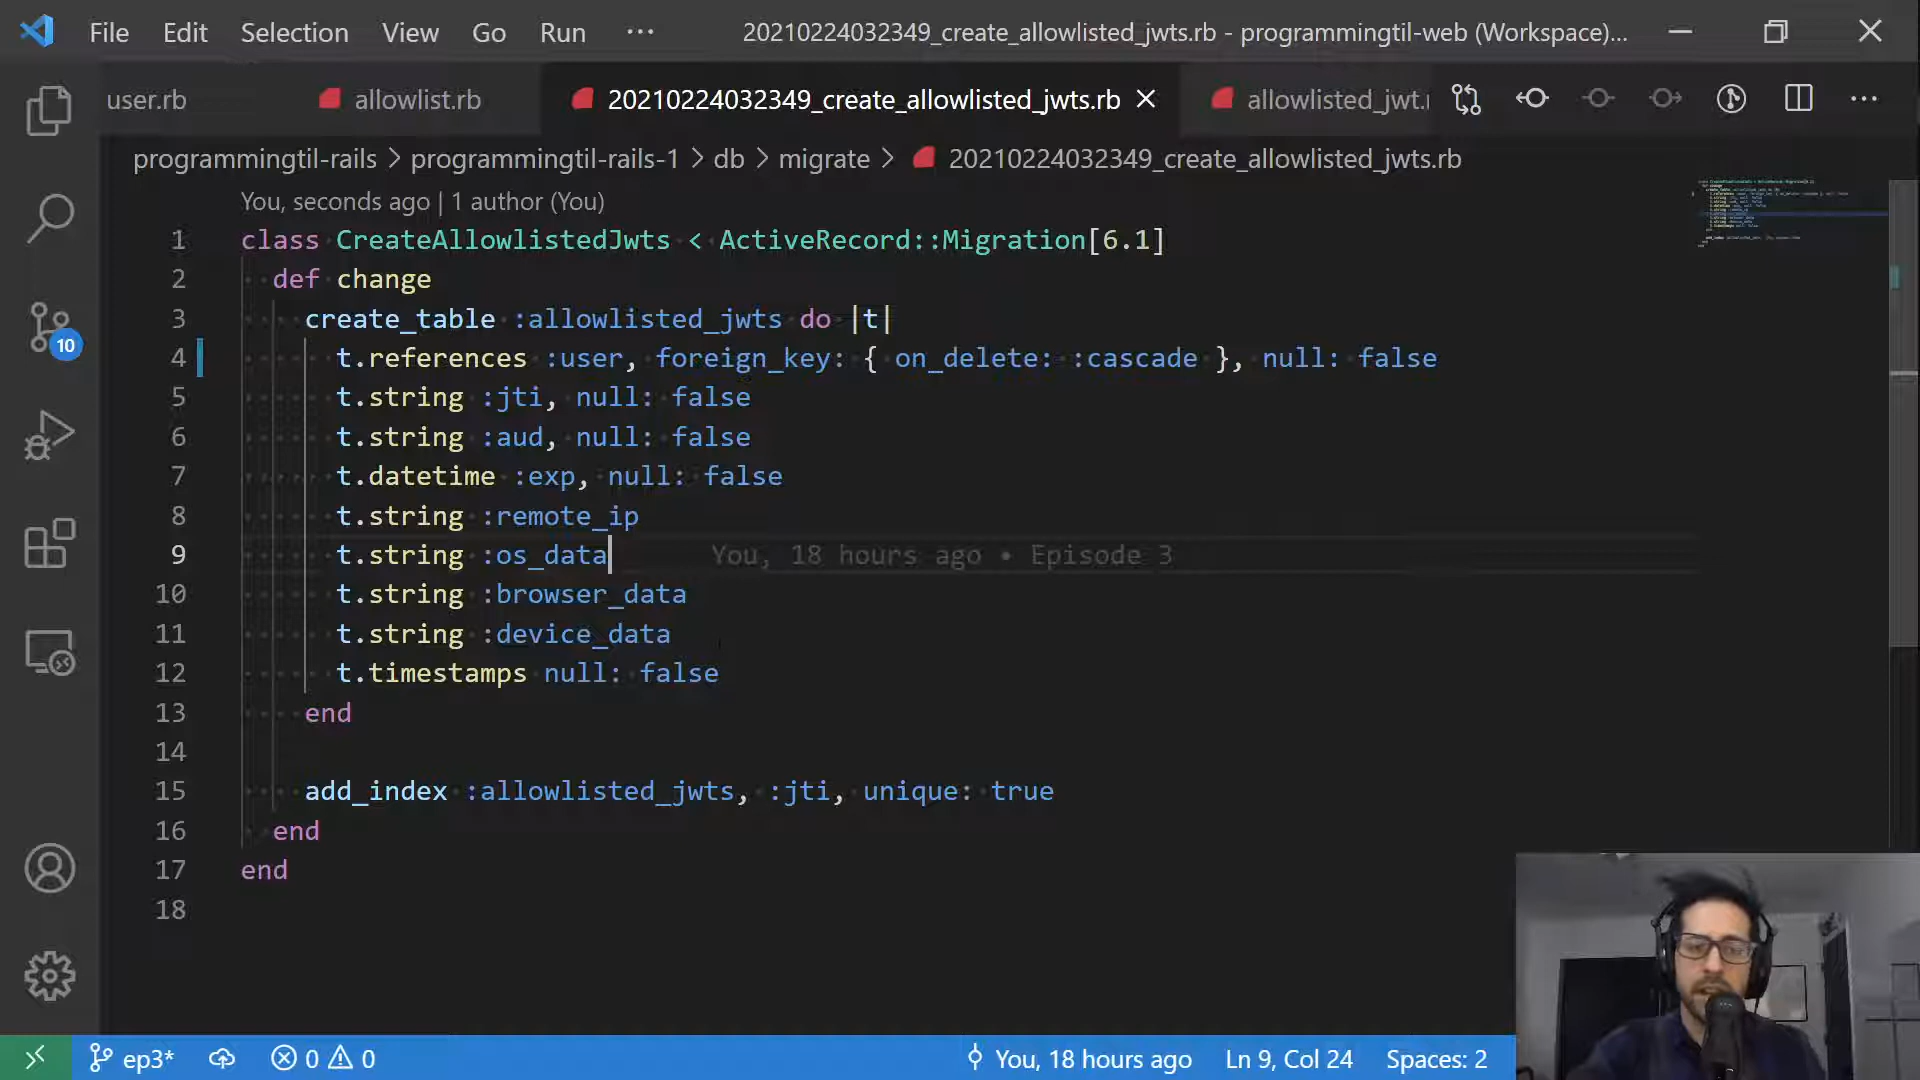 File Edit Selection View Go Run ··· 20210224032349_create_allowlisted_jwts.rb - programmingtil-web (Workspace)...
user.rb allowlist.rb 20210224032349_create_allowlisted_jwts.rb allowlisted_jwt.
programmingtil-rails > programmingtil-rails-1 > db > migrate > 20210224032349_create_allowlisted_jwts.rb
You, seconds ago | 1 author (You)
1 class CreateAllowlistedJwts < ActiveRecord::Migration[6.1]
2 def change
3 create_table :allowlisted_jwts do |t|
4 t.references :user, foreign_key: { on_delete: :cascade }, null: false
5 t.string :jti, null: false
6 t.string :aud, null: false
7 t.datetime :exp, null: false
8 t.string :remote_ip
9 t.string :os_data You, 18 hours ago • Episode 3
10 t.string :browser_data
11 t.string :device_data
12 t.timestamps null: false
13 end
14
15 add_index :allowlisted_jwts, :jti, unique: true
16 end
17 end
18
10
ep3* 0 0 You, 18 hours ago Ln 9, Col 24 Spaces: 2